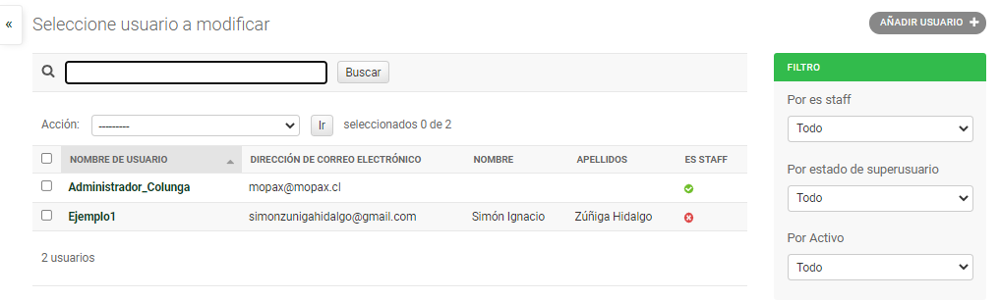 «
Seleccione usuario a modificar
AÑADIR USUARIO +
Buscar
Acción: --------- Ir seleccionados 0 de 2
NOMBRE DE USUARIO DIRECCIÓN DE CORREO ELECTRÓNICO NOMBRE APELLIDOS ES STAFF
Administrador_Colunga mopax@mopax.cl
Ejemplo1 simonzunigahidalgo@gmail.com Simón Ignacio Zúñiga Hidalgo
2 usuarios
FILTRO
Por es staff
Todo
Por estado de superusuario
Todo
Por Activo
Todo